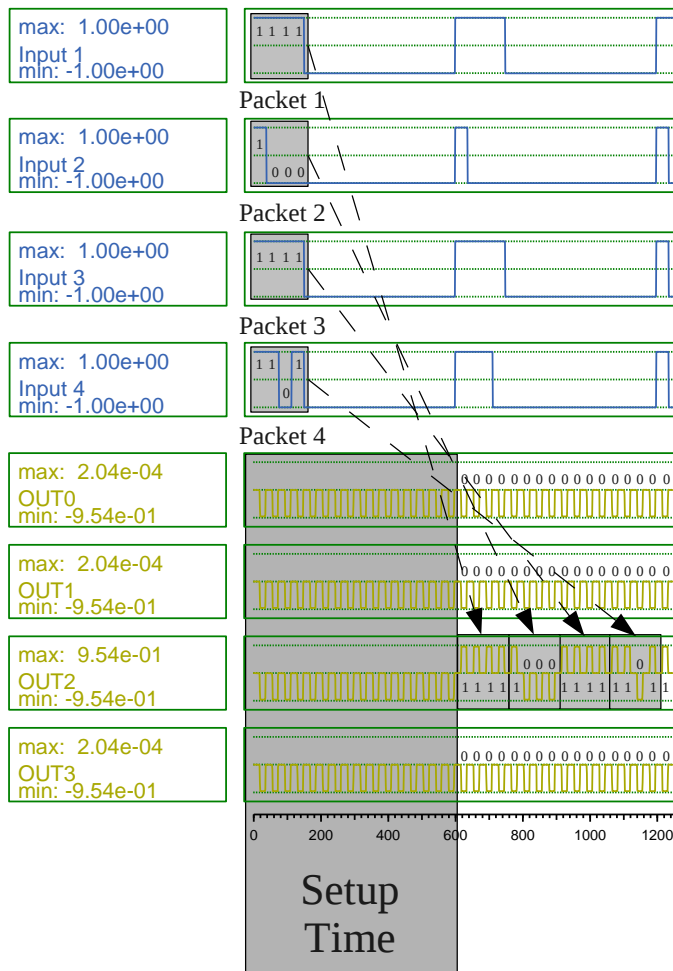 max: 1.00e+00
Input 1
min: -1.00e+00
1 1 1 1
Packet 1
max: 1.00e+00
Input 2
min: -1.00e+00
1
0 0 0
Packet 2
max: 1.00e+00
Input 3
min: -1.00e+00
1 1 1 1
Packet 3
max: 1.00e+00
Input 4
min: -1.00e+00
1 1 1
0
Packet 4
max: 2.04e-04
OUT0
min: -9.54e-01
0 0 0 0 0 0 0 0 0 0 0 0 0 0 0 0
max: 2.04e-04
OUT1
min: -9.54e-01
0 0 0 0 0 0 0 0 0 0 0 0 0 0 0 0
max: 9.54e-01
OUT2
min: -9.54e-01
0 0 0 0
1 1 1 1 1 1 1 1 1 1 1 1 1
max: 2.04e-04
OUT3
min: -9.54e-01
0 0 0 0 0 0 0 0 0 0 0 0 0 0 0 0
0 200 400 600 800 1000 1200
Setup
Time